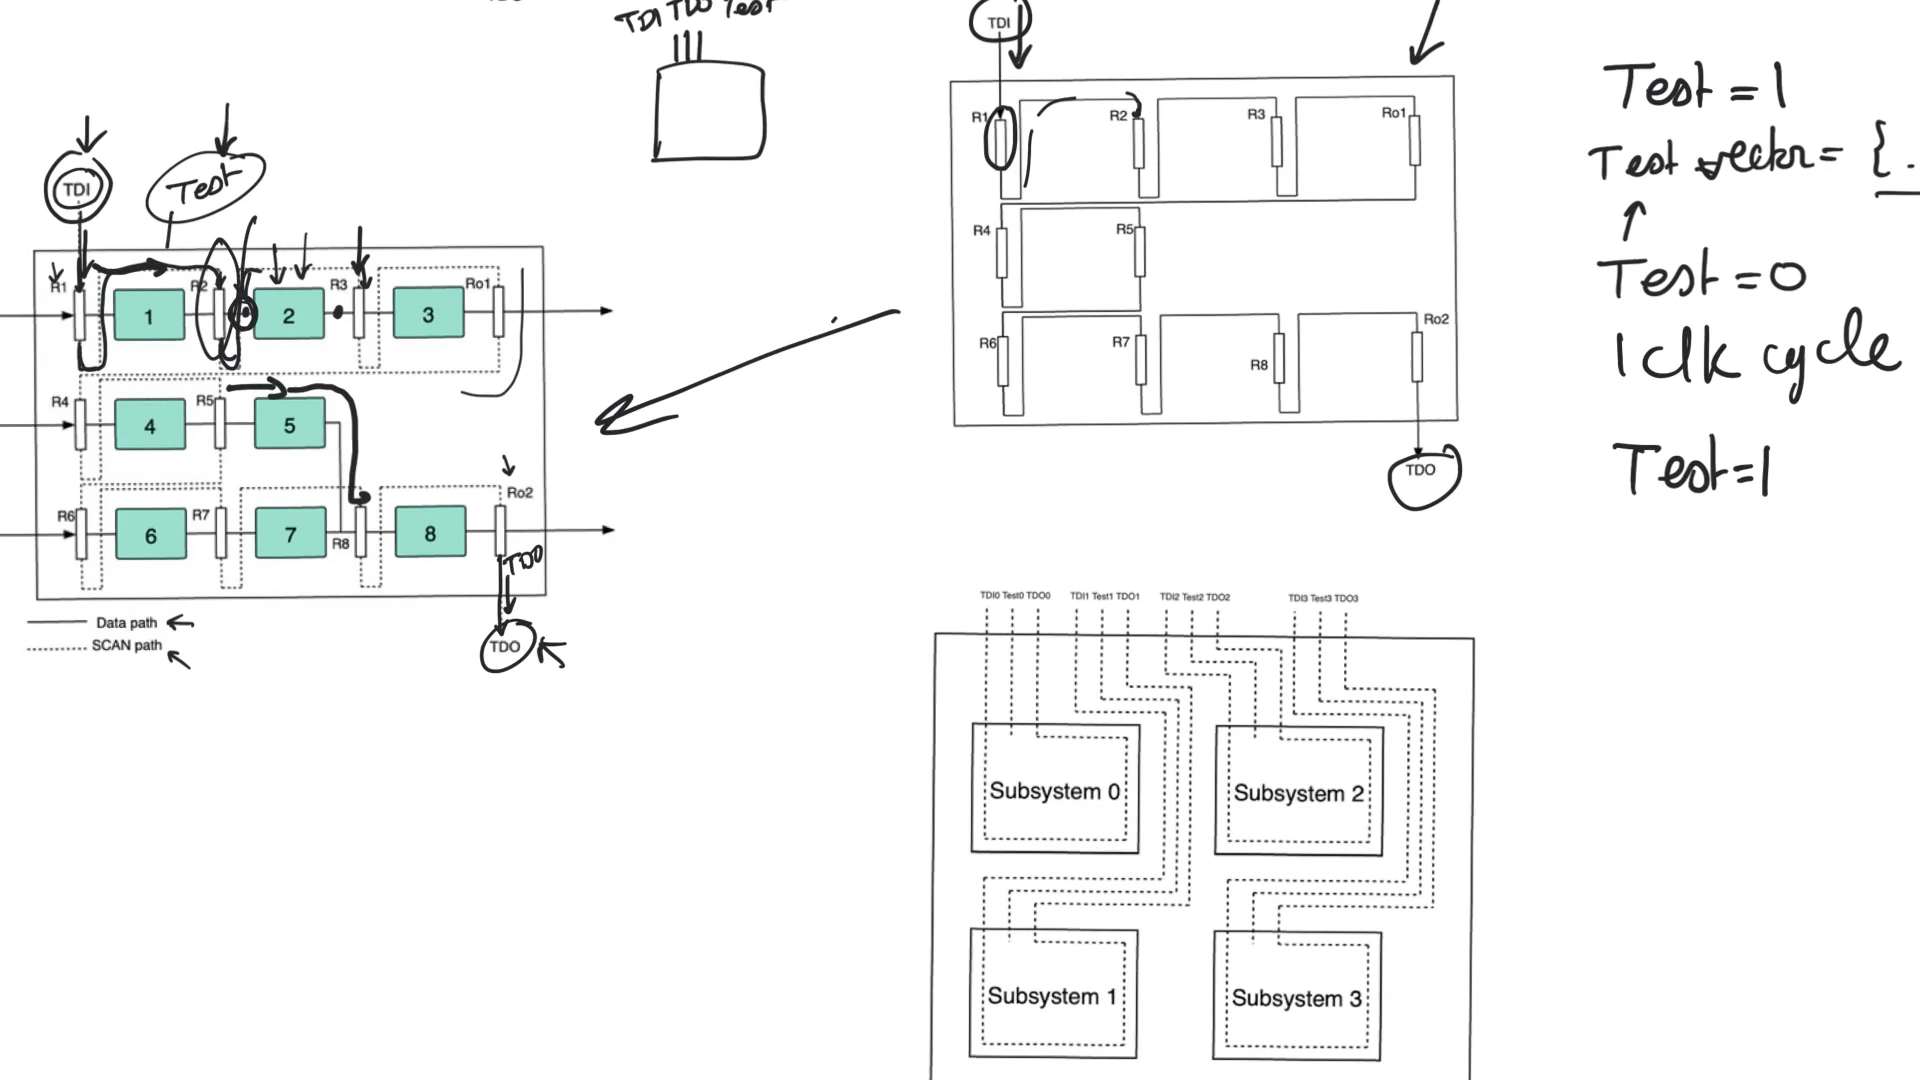 TDI TDO Test
TDI
Test
R1
R2
R3
Ro1
1
2
3
R4
R5
4
5
R6
R7
R8
Ro2
6
7
8
TDO
TDO
Data path
SCAN path
TDI
R1
R2
R3
Ro1
R4
R5
R6
R7
R8
Ro2
TDO
Test = 1
Test vector = { .
Test = 0
1 clk cycle
Test=1
TDI0 Test0 TDO0 TDI1 Test1 TDO1 TDI2 Test2 TDO2 TDI3 Test3 TDO3
Subsystem 0
Subsystem 2
Subsystem 1
Subsystem 3